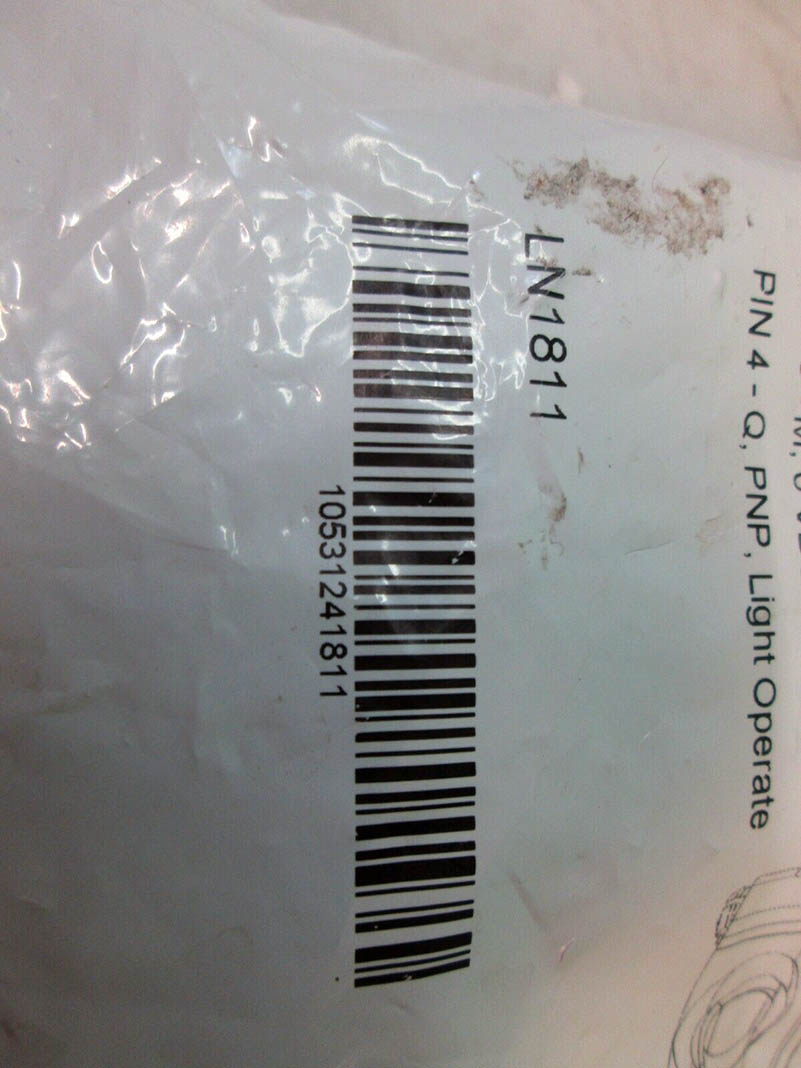 PIN 4 - Q, PNP, Light Operate
LN1811
10531241811